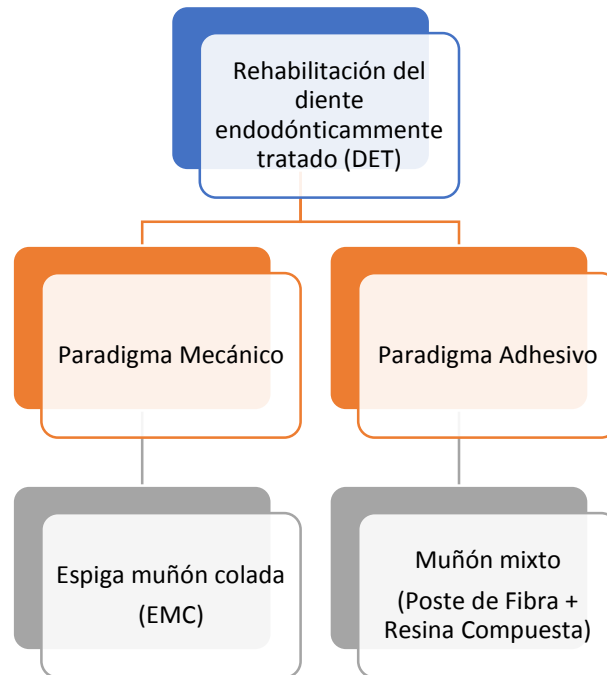 Rehabilitación del
diente
endodónticammente
tratado (DET)
Paradigma Mecánico
Paradigma Adhesivo
Espiga muñón colada
(EMC)
Muñón mixto
(Poste de Fibra +
Resina Compuesta)